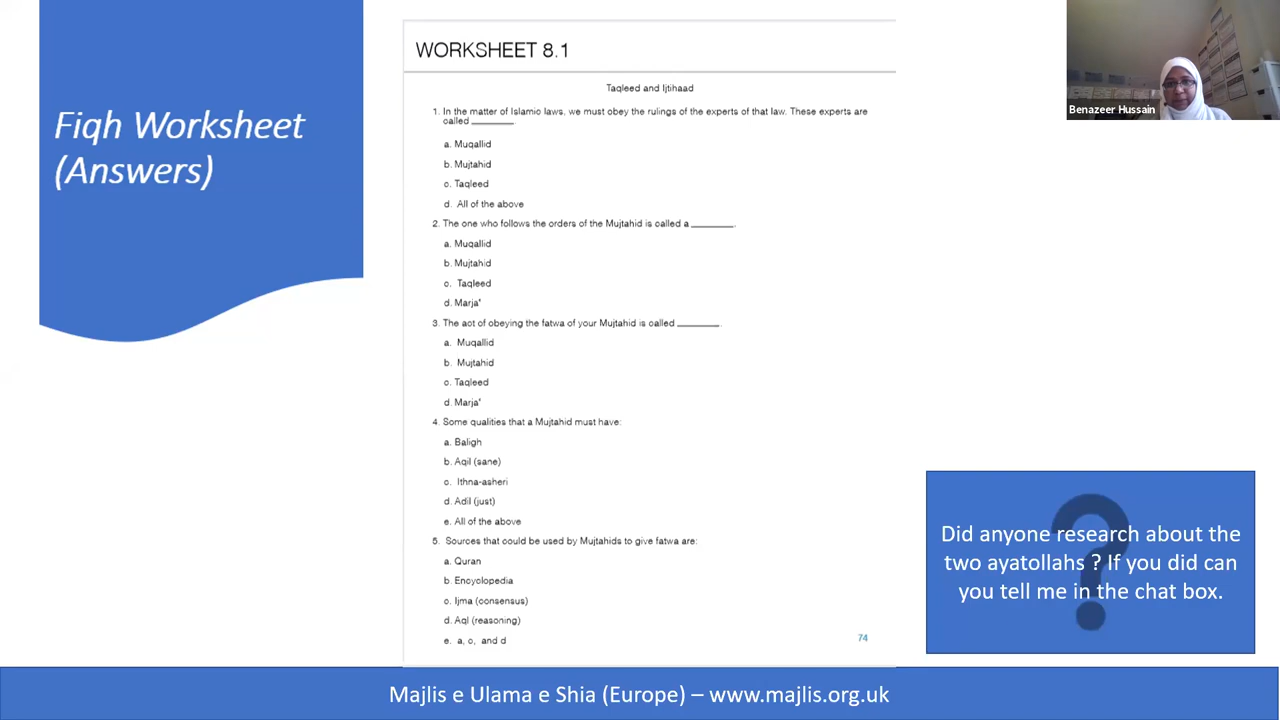 Fiqh Worksheet
(Answers)
WORKSHEET 8.1
Taqleed and Ijtihaad
1. In the matter of Islamic laws, we must obey the rulings of the experts of that law. These experts are
called ________.
a. Muqallid
b. Mujtahid
c. Taqleed
d. All of the above
2. The one who follows the orders of the Mujtahid is called a ________.
a. Muqallid
b. Mujtahid
c. Taqleed
d. Marja'
3. The act of obeying the fatwa of your Mujtahid is called ________.
a. Muqallid
b. Mujtahid
c. Taqleed
d. Marja'
4. Some qualities that a Mujtahid must have:
a. Baligh
b. Aqil (sane)
c. Ithna-asheri
d. Adil (just)
e. All of the above
5. Sources that could be used by Mujtahids to give fatwa are:
a. Quran
b. Encyclopedia
c. Ijma (consensus)
d. Aql (reasoning)
e. a, c, and d
74
Benazeer Hussain
?
Did anyone research about the
two ayatollahs ? If you did can
you tell me in the chat box.
Majlis e Ulama e Shia (Europe) – www.majlis.org.uk